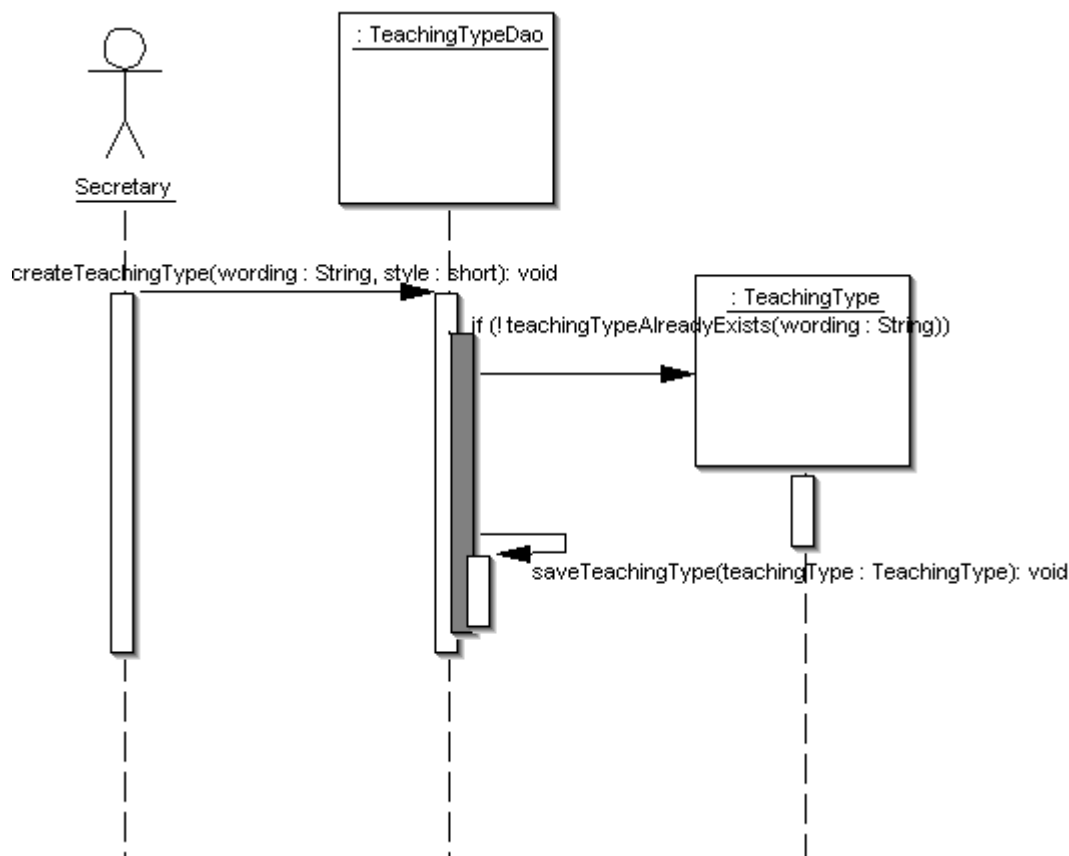 : TeachingTypeDao
Secretary
createTeachingType(wording : String, style : short): void
: TeachingType
if (! teachingTypeAlreadyExists(wording : String))
saveTeachingType(teachingType : TeachingType): void